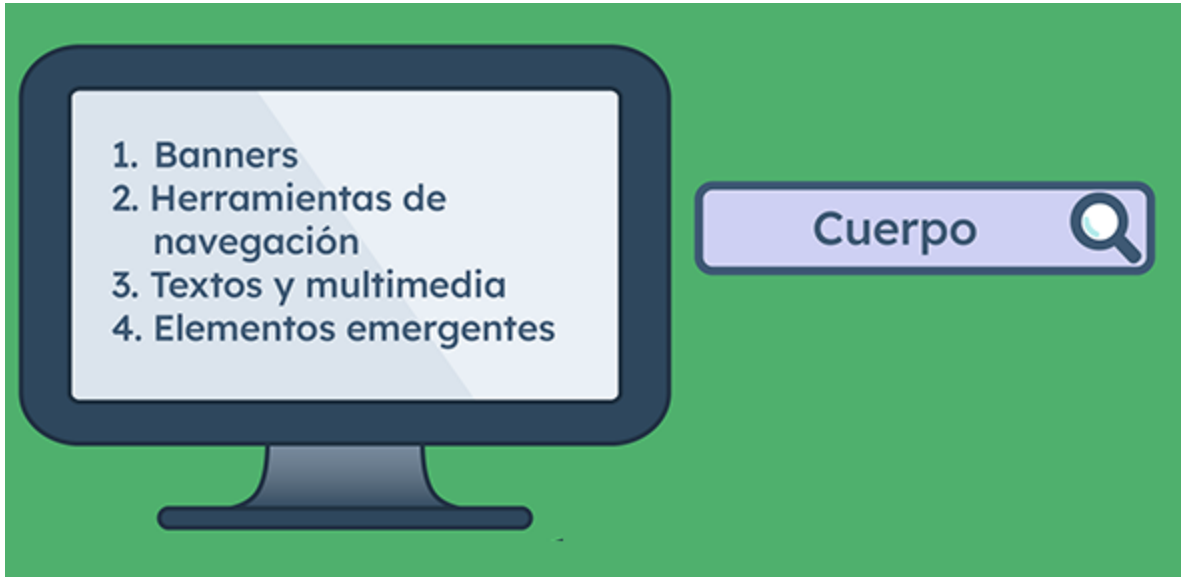 1. Banners
2. Herramientas de
navegación
3. Textos y multimedia
4. Elementos emergentes
Cuerpo